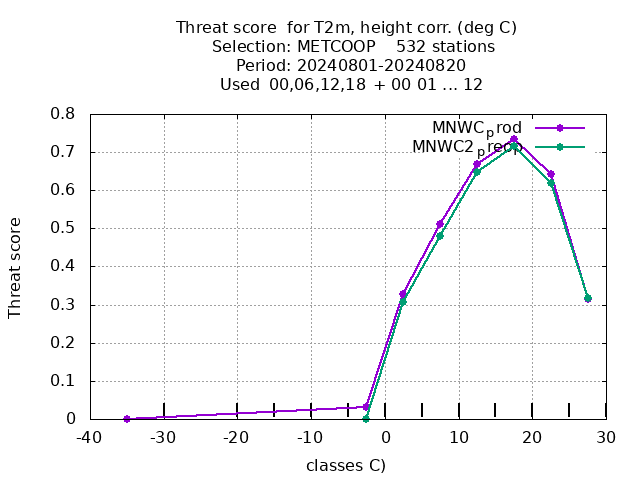 Threat score  for T2m, height corr. (deg C)
Selection: METCOOP    532 stations
Period: 20240801-20240820
Used  00,06,12,18  + 00 01 ... 12
MNWCprod
MNWC2preop
0.8
0.7
0.6
0.5
0.4
0.3
0.2
0.1
0
Threat score
-40 -30 -20 -10 0 10 20 30
classes C)